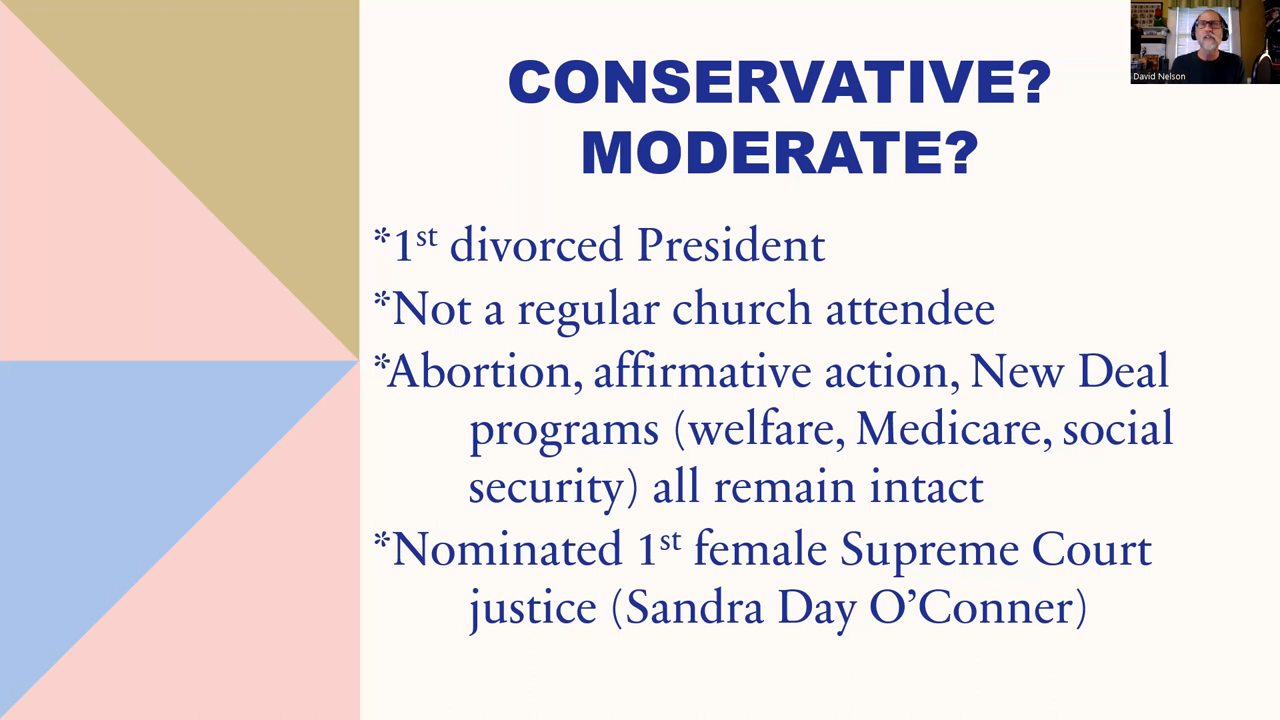 CONSERVATIVE?
MODERATE?
David Nelson
*1st divorced President
*Not a regular church attendee
*Abortion, affirmative action, New Deal
programs (welfare, Medicare, social
security) all remain intact
*Nominated 1st female Supreme Court
justice (Sandra Day O’Conner)